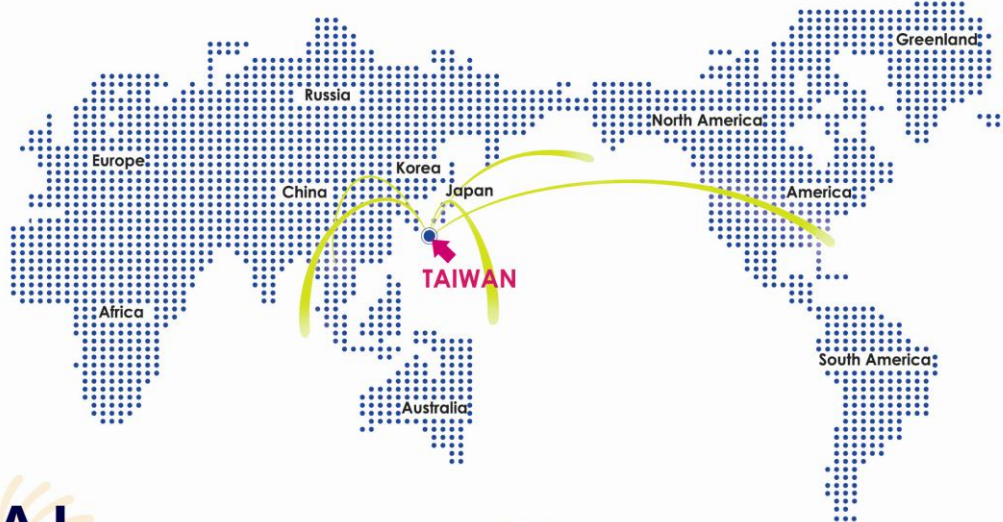 Greenland
Russia
North America
Europe
Korea
China
Japan
America
TAIWAN
Africa
South America
Australia